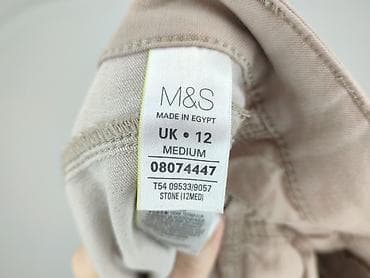 M&S
MADE IN EGYPT
UK • 12
MEDIUM
08074447
T54 09533/9057
STONE (12MED)